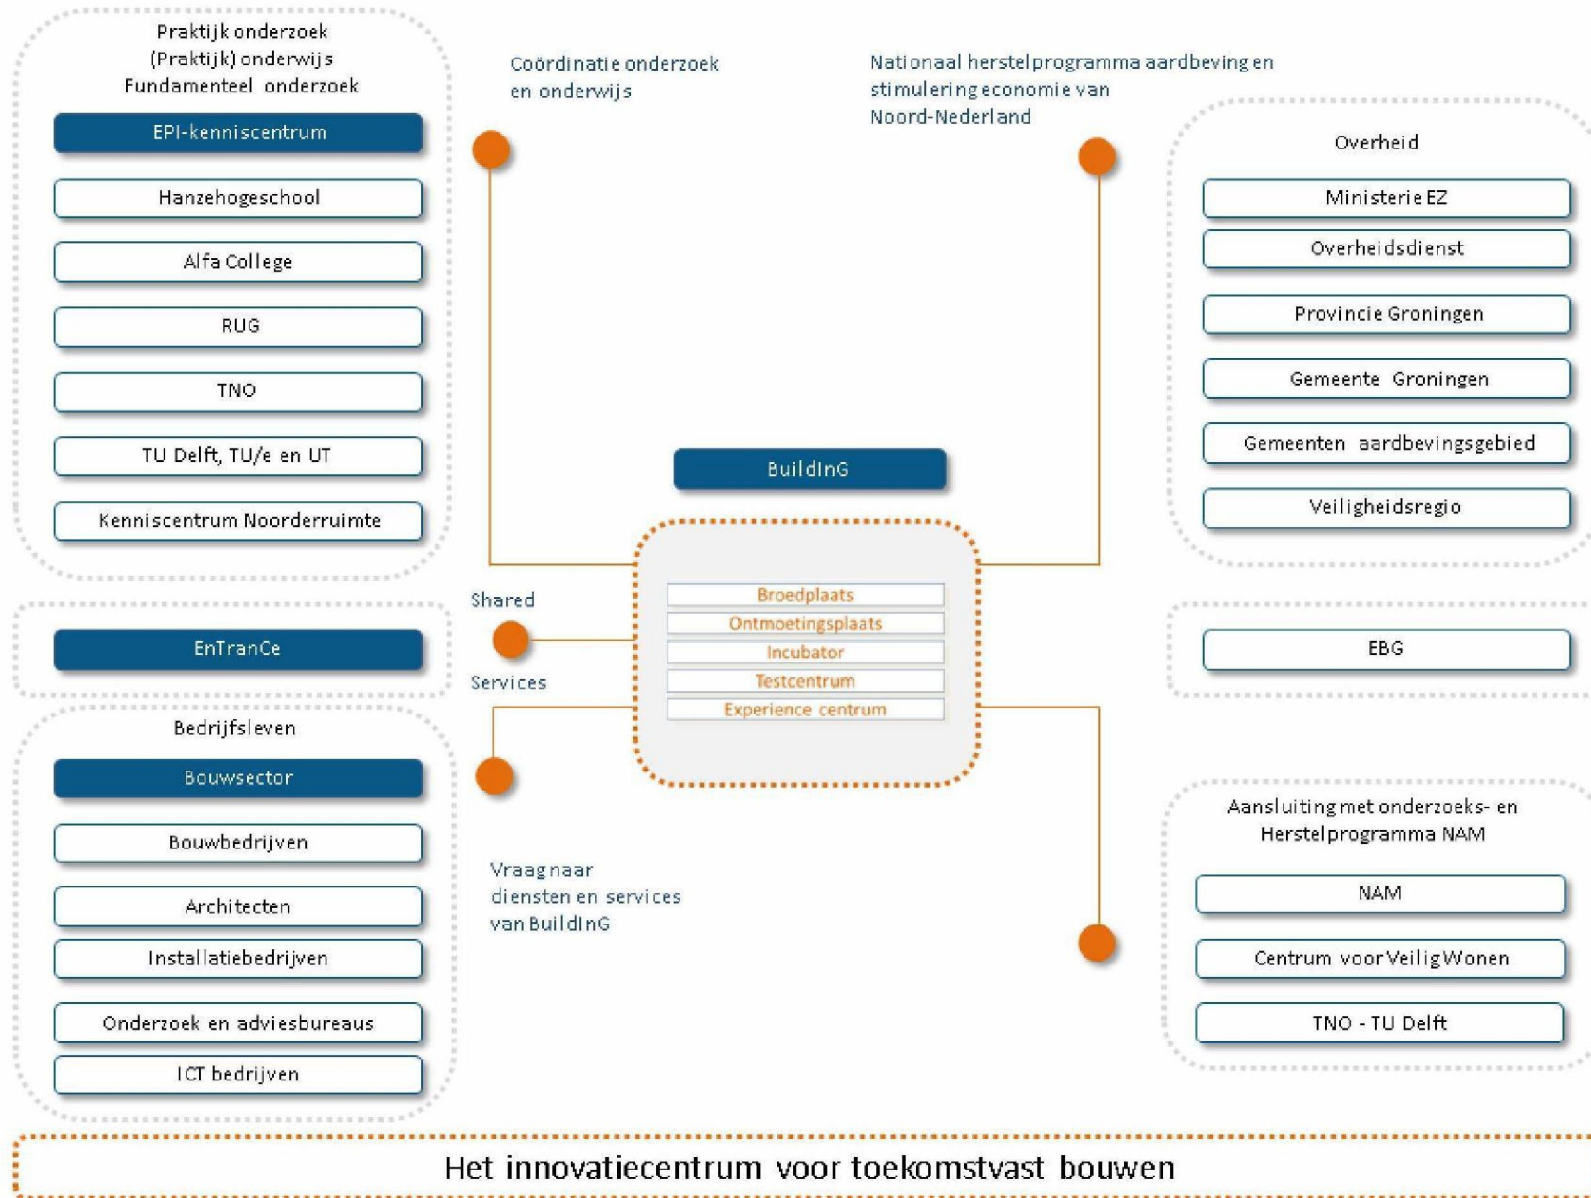 Praktijk onderzoek
(Praktijk) onderwijs
Fundamenteel onderzoek
EPI-kenniscentrum
Hanzehogeschool
Alfa College
RUG
TNO
TU Delft, TU/e en UT
Kenniscentrum Noorderruimte
Coördinatie onderzoek
en onderwijs
Nationaal herstelprogramma aardbeving en
stimulering economie van
Noord-Nederland
Overheid
Ministerie EZ
Overheidsdienst
Provincie Groningen
Gemeente Groningen
Gemeenten aardbevingsgebied
Veiligheidsregio
BuildInG
Broedplaats
Ontmoetingsplaats
Incubator
Testcentrum
Experience centrum
Shared
Services
EnTranCe
EBG
Bedrijfsleven
Bouwsector
Bouwbedrijven
Architecten
Installatiebedrijven
Onderzoek en adviesbureaus
ICT bedrijven
Vraag naar
diensten en services
van BuildInG
Aansluiting met onderzoeks- en
Herstelprogramma NAM
NAM
Centrum voor Veilig Wonen
TNO - TU Delft
Het innovatiecentrum voor toekomstvast bouwen